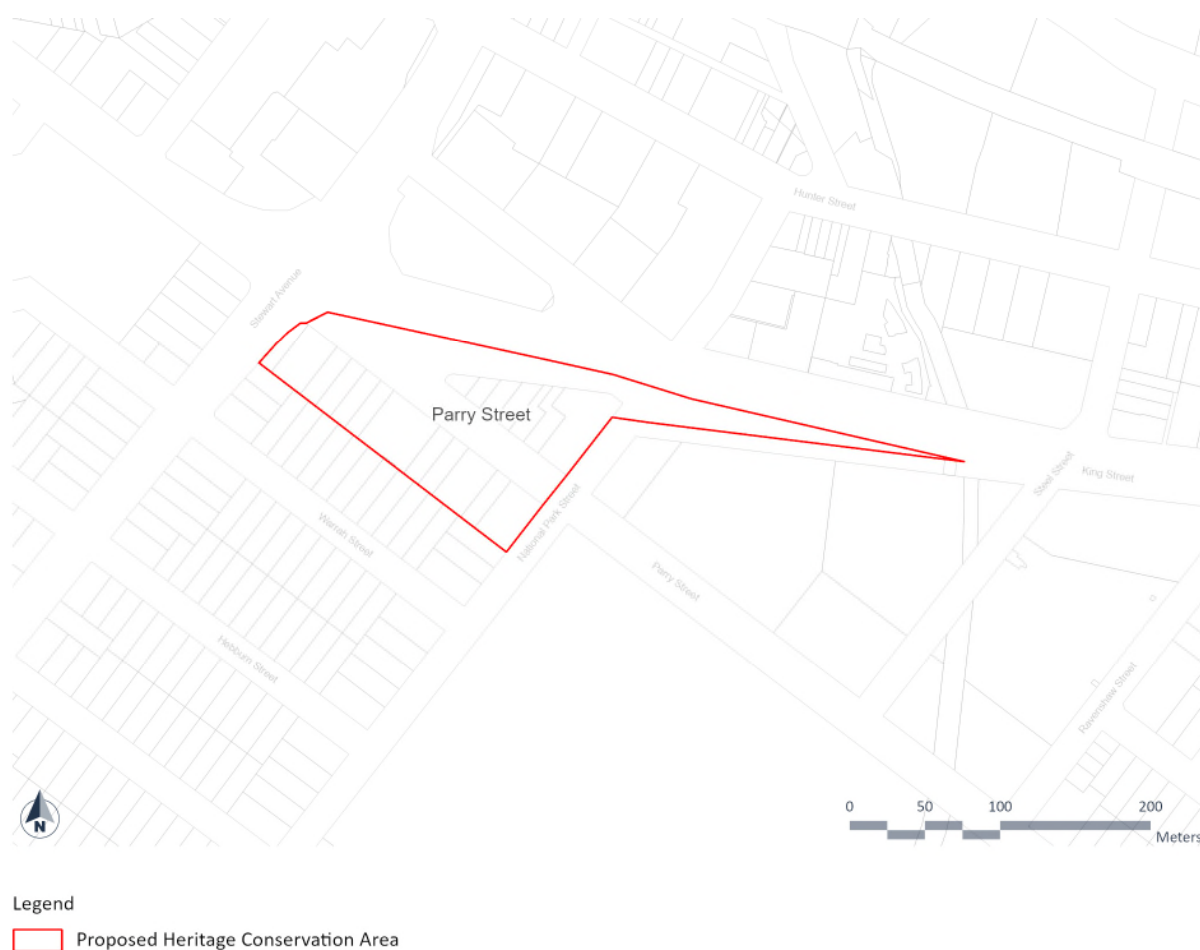 Hunter Street
Stewart Avenue
Parry Street
King Street
Steel Street
National Park Street
Warrah Street
Parry Street
Hebburn Street
Ravenshaw Street
N
0 50 100 200
Meters
Legend
Proposed Heritage Conservation Area